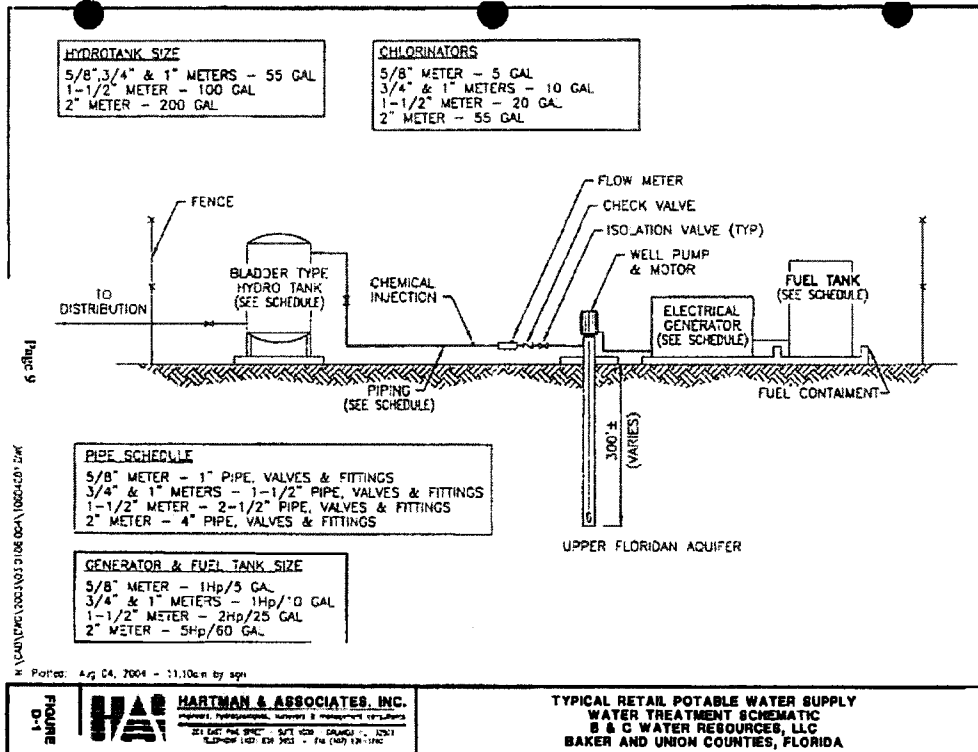 HYDROTANK SIZE
5/8",3/4" & 1" METERS – 55 GAL
1–1/2" METER – 100 GAL
2" METER – 200 GAL
CHLORINATORS
5/8" METER – 5 GAL
3/4" & 1" METERS – 10 GAL
1–1/2" METER – 20 GAL
2" METER – 55 GAL
FLOW METER
CHECK VALVE
ISOLATION VALVE (TYP)
WELL PUMP
& MOTOR
FENCE
TO
DISTRIBUTION
BLADDER TYPE
HYDRO TANK
(SEE SCHEDULE)
CHEMICAL
INJECTION
ELECTRICAL
GENERATOR
(SEE SCHEDULE)
FUEL TANK
(SEE SCHEDULE)
PIPING
(SEE SCHEDULE)
FUEL CONTAIMENT
300'±
(VARIES)
UPPER FLORIDAN AQUIFER
Page 9
PIPE SCHEDULE
5/8" METER – 1" PIPE, VALVES & FITTINGS
3/4" & 1" METERS – 1–1/2" PIPE, VALVES & FITTINGS
1–1/2" METER – 2–1/2" PIPE, VALVES & FITTINGS
2" METER – 4" PIPE, VALVES & FITTINGS
GENERATOR & FUEL TANK SIZE
5/8" METER – 1Hp/5 GAL
3/4" & 1" METERS – 1Hp/10 GAL
1–1/2" METER – 2Hp/25 GAL
2" METER – 5Hp/60 GAL
Plotted: Aug 04, 2004 – 11:10am by sgn
FIGURE
D-1
HAI
HARTMAN & ASSOCIATES, INC.
TYPICAL RETAIL POTABLE WATER SUPPLY
WATER TREATMENT SCHEMATIC
B & C WATER RESOURCES, LLC
BAKER AND UNION COUNTIES, FLORIDA